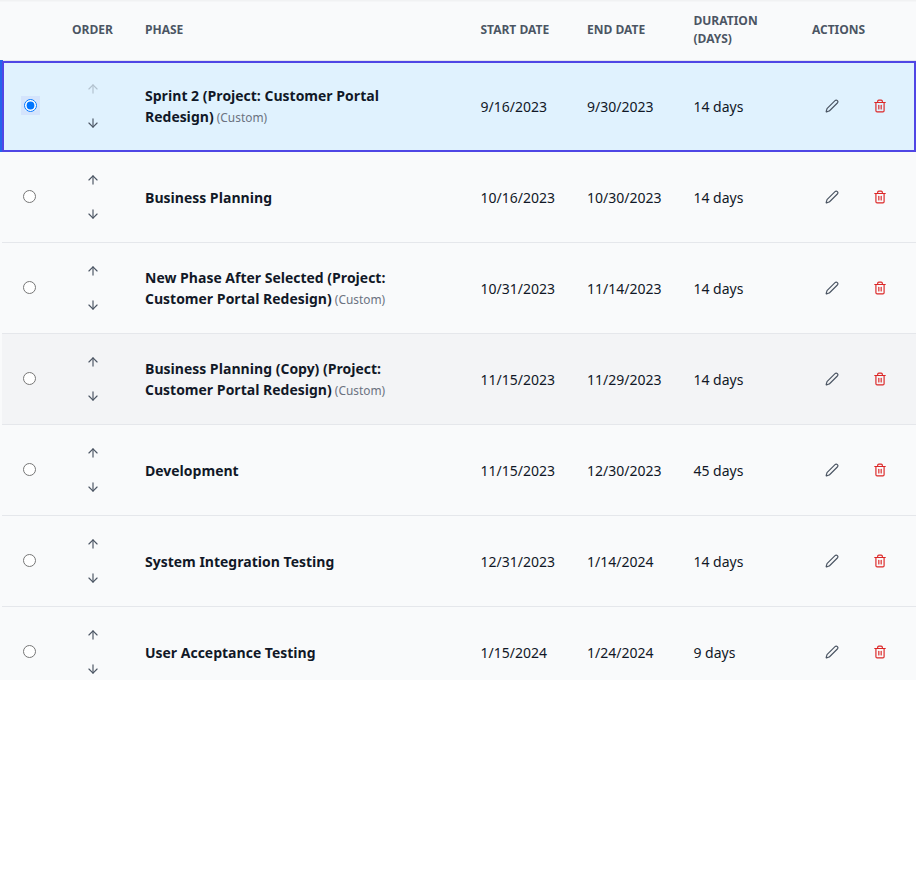 ORDER PHASE START DATE END DATE DURATION (DAYS) ACTIONS
Sprint 2 (Project: Customer Portal
Redesign) (Custom) 9/16/2023 9/30/2023 14 days
Business Planning 10/16/2023 10/30/2023 14 days
New Phase After Selected (Project:
Customer Portal Redesign) (Custom) 10/31/2023 11/14/2023 14 days
Business Planning (Copy) (Project:
Customer Portal Redesign) (Custom) 11/15/2023 11/29/2023 14 days
Development 11/15/2023 12/30/2023 45 days
System Integration Testing 12/31/2023 1/14/2024 14 days
User Acceptance Testing 1/15/2024 1/24/2024 9 days